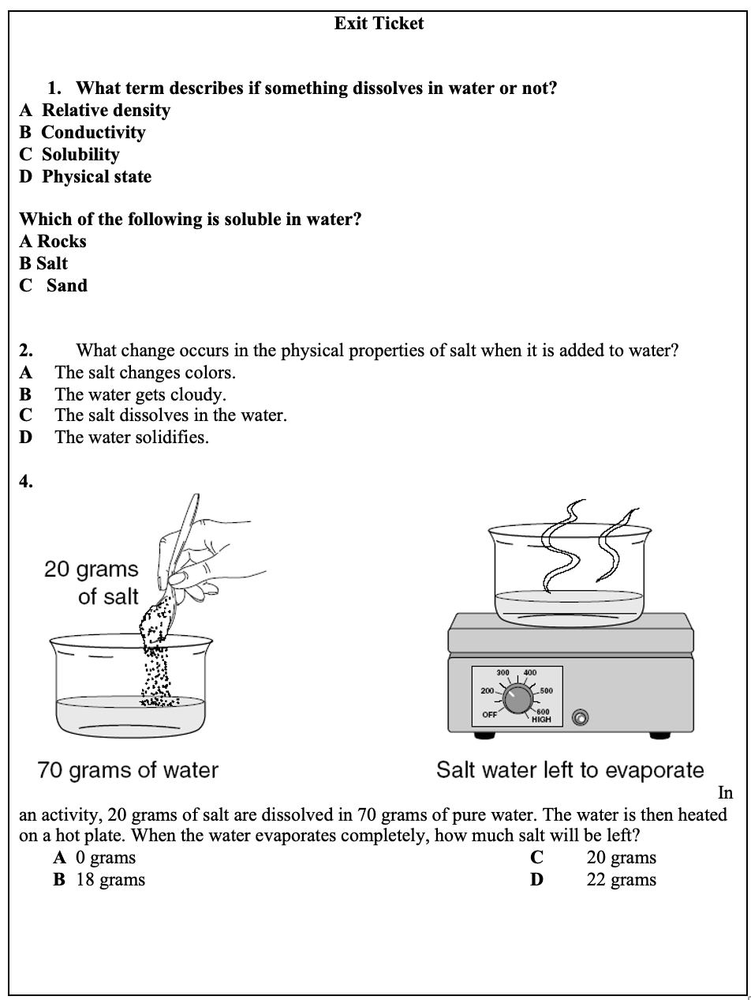 Exit Ticket
1. What term describes if something dissolves in water or not?
A Relative density
B Conductivity
C Solubility
D Physical state
Which of the following is soluble in water?
A Rocks
B Salt
C Sand
2. What change occurs in the physical properties of salt when it is added to water?
A The salt changes colors.
B The water gets cloudy.
C The salt dissolves in the water.
D The water solidifies.
4.
20 grams
of salt
70 grams of water
300 400
200 500
OFF 600
HIGH
Salt water left to evaporate
In
an activity, 20 grams of salt are dissolved in 70 grams of pure water. The water is then heated
on a hot plate. When the water evaporates completely, how much salt will be left?
A 0 grams C 20 grams
B 18 grams D 22 grams